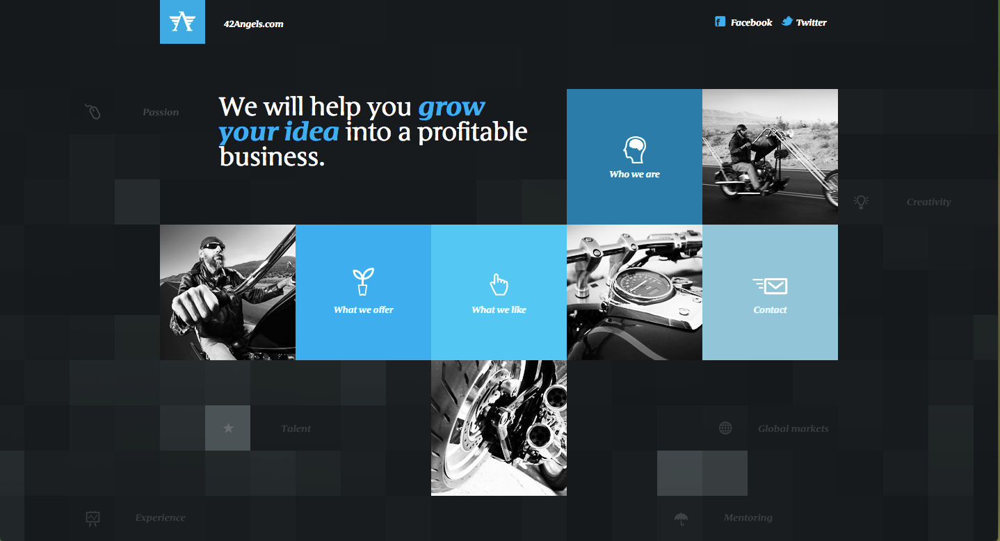 42Angels.com
Facebook
Twitter
Passion
We will help you grow
your idea into a profitable
business.
Who we are
Creativity
What we offer
What we like
Contact
Talent
Global markets
Experience
Mentoring